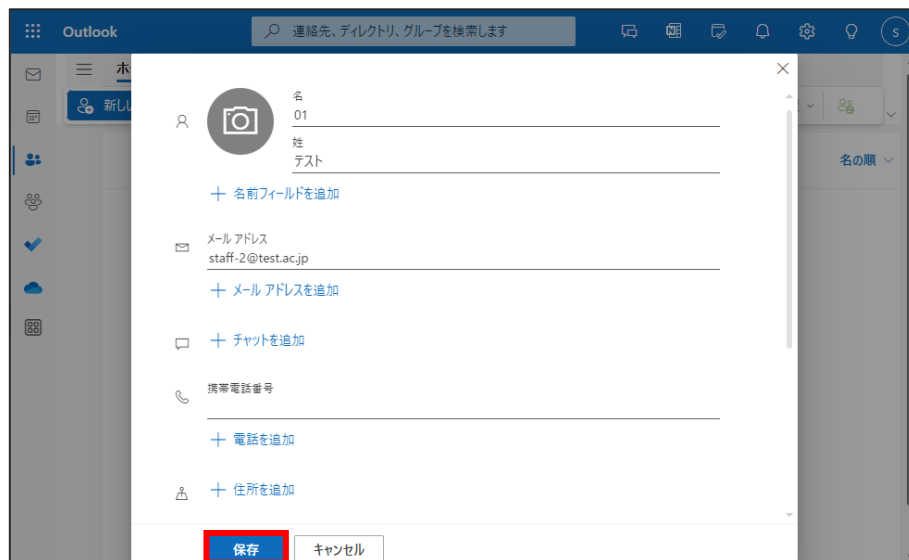 Outlook
連絡先、ディレクトリ、グループを検索します
S
ホ
新し
名の順
名
01
姓
テスト
＋ 名前フィールドを追加
メール アドレス
staff-2@test.ac.jp
＋ メール アドレスを追加
＋ チャットを追加
携帯電話番号
＋ 電話を追加
＋ 住所を追加
保存
キャンセル